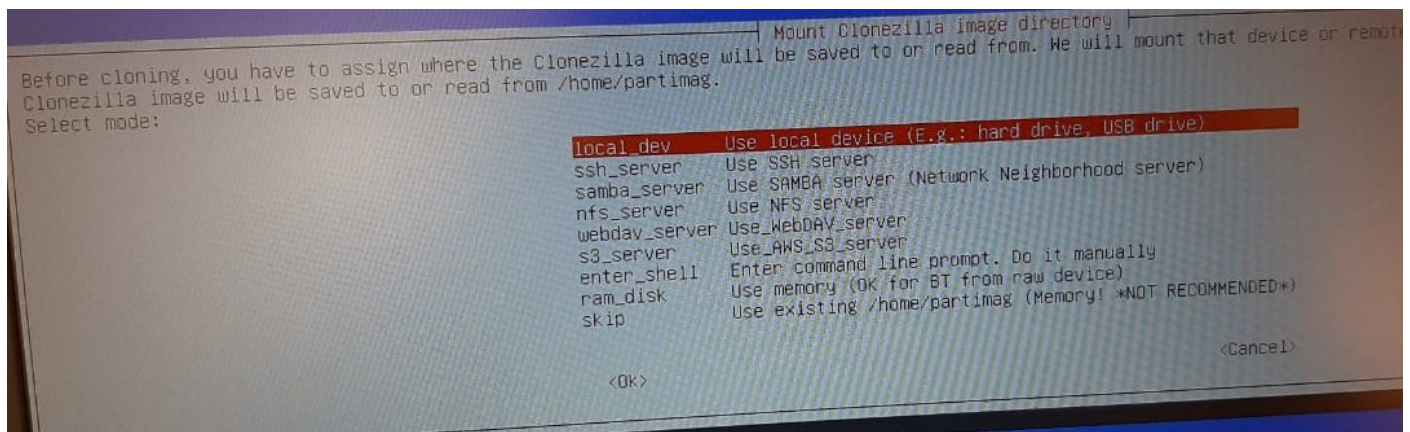 Mount Clonezilla image directory
Before cloning, you have to assign where the Clonezilla image will be saved to or read from. We will mount that device or remote
Clonezilla image will be saved to or read from /home/partimag.
Select mode:
local_dev Use local device (E.g.: hard drive, USB drive)
ssh_server Use SSH server
samba_server Use SAMBA server (Network Neighborhood server)
nfs_server Use NFS server
webdav_server Use_WebDAV_server
s3_server Use_AWS_S3_server
enter_shell Enter command line prompt. Do it manually
ram_disk Use memory (OK for BT from raw device)
skip Use existing /home/partimag (Memory! *NOT RECOMMENDED*)
<Ok> <Cancel>